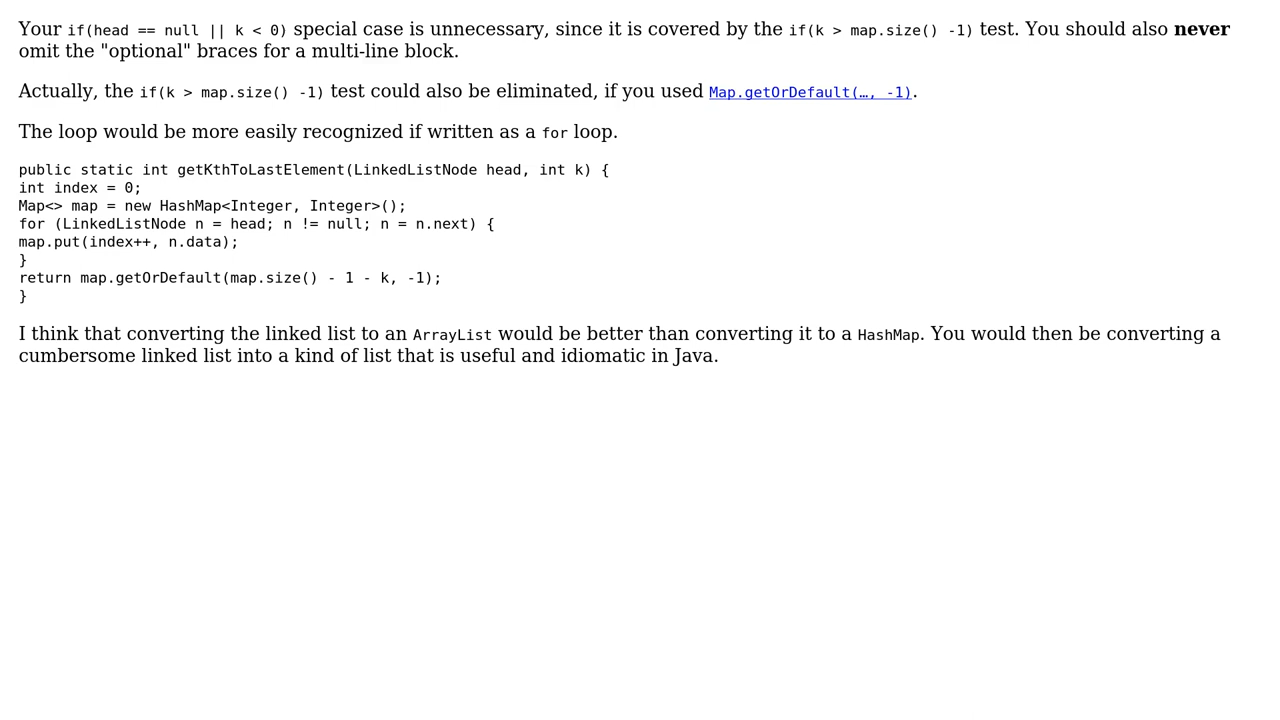 Your if(head == null || k < 0) special case is unnecessary, since it is covered by the if(k > map.size() -1) test. You should also never
omit the "optional" braces for a multi-line block.
Actually, the if(k > map.size() -1) test could also be eliminated, if you used Map.getOrDefault(…, -1).
The loop would be more easily recognized if written as a for loop.
public static int getKthToLastElement(LinkedListNode head, int k) {
int index = 0;
Map<> map = new HashMap<Integer, Integer>();
for (LinkedListNode n = head; n != null; n = n.next) {
map.put(index++, n.data);
}
return map.getOrDefault(map.size() - 1 - k, -1);
}
I think that converting the linked list to an ArrayList would be better than converting it to a HashMap. You would then be converting a
cumbersome linked list into a kind of list that is useful and idiomatic in Java.